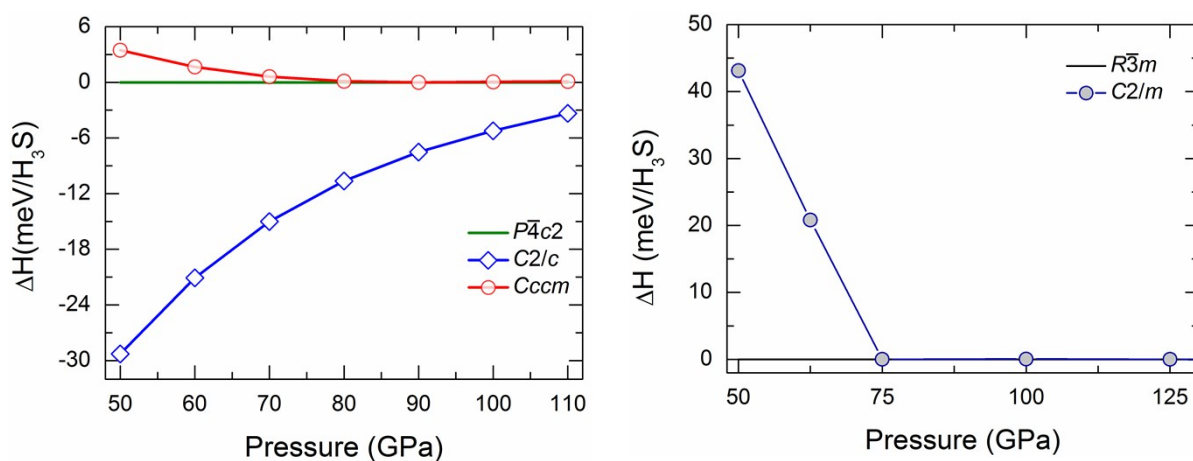 6
0
-6
-12
-18
-24
-30
ΔH(meV/H₃S)
P4̅c2
C2/c
Cccm
50 60 70 80 90 100 110
Pressure (GPa)
50
40
30
20
10
0
ΔH (meV/H₃S)
R3̅m
C2/m
50 75 100 125
Pressure (GPa)